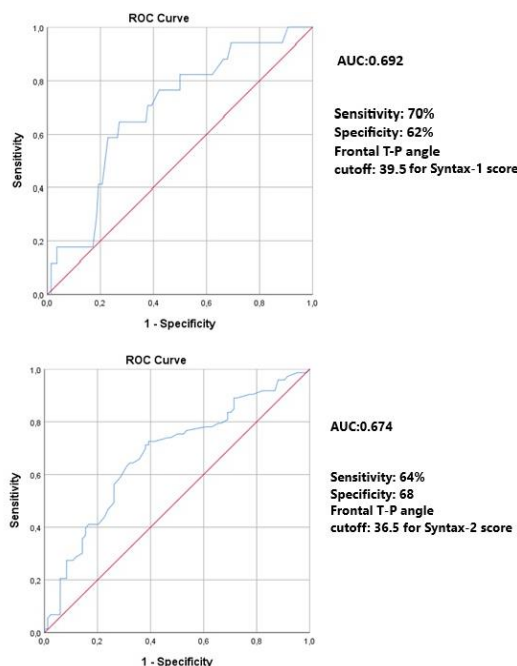 ROC Curve
1,0
0,8
0,6
0,4
0,2
0,0
Sensitivity
0,0 0,2 0,4 0,6 0,8 1,0
1 - Specificity
AUC:0.692
Sensitivity: 70%
Specificity: 62%
Frontal T-P angle
cutoff: 39.5 for Syntax-1 score
ROC Curve
1,0
0,8
0,6
0,4
0,2
0,0
Sensitivity
0,0 0,2 0,4 0,6 0,8 1,0
1 - Specificity
AUC:0.674
Sensitivity: 64%
Specificity: 68
Frontal T-P angle
cutoff: 36.5 for Syntax-2 score